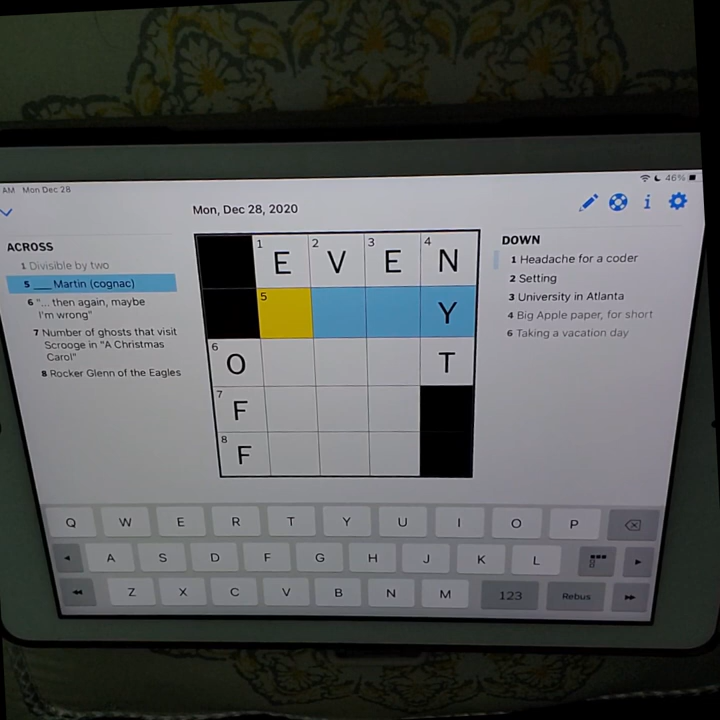 AM Mon Dec 28
46%
Mon, Dec 28, 2020
ACROSS
1 Divisible by two
5 ___ Martin (cognac)
6 "... then again, maybe
I'm wrong"
7 Number of ghosts that visit
Scrooge in "A Christmas
Carol"
8 Rocker Glenn of the Eagles
1 E 2 V 3 E 4 N
5 Y
6 O T
7 F
8 F
DOWN
1 Headache for a coder
2 Setting
3 University in Atlanta
4 Big Apple paper, for short
6 Taking a vacation day
Q W E R T Y U I O P
A S D F G H J K L
Z X C V B N M 123 Rebus